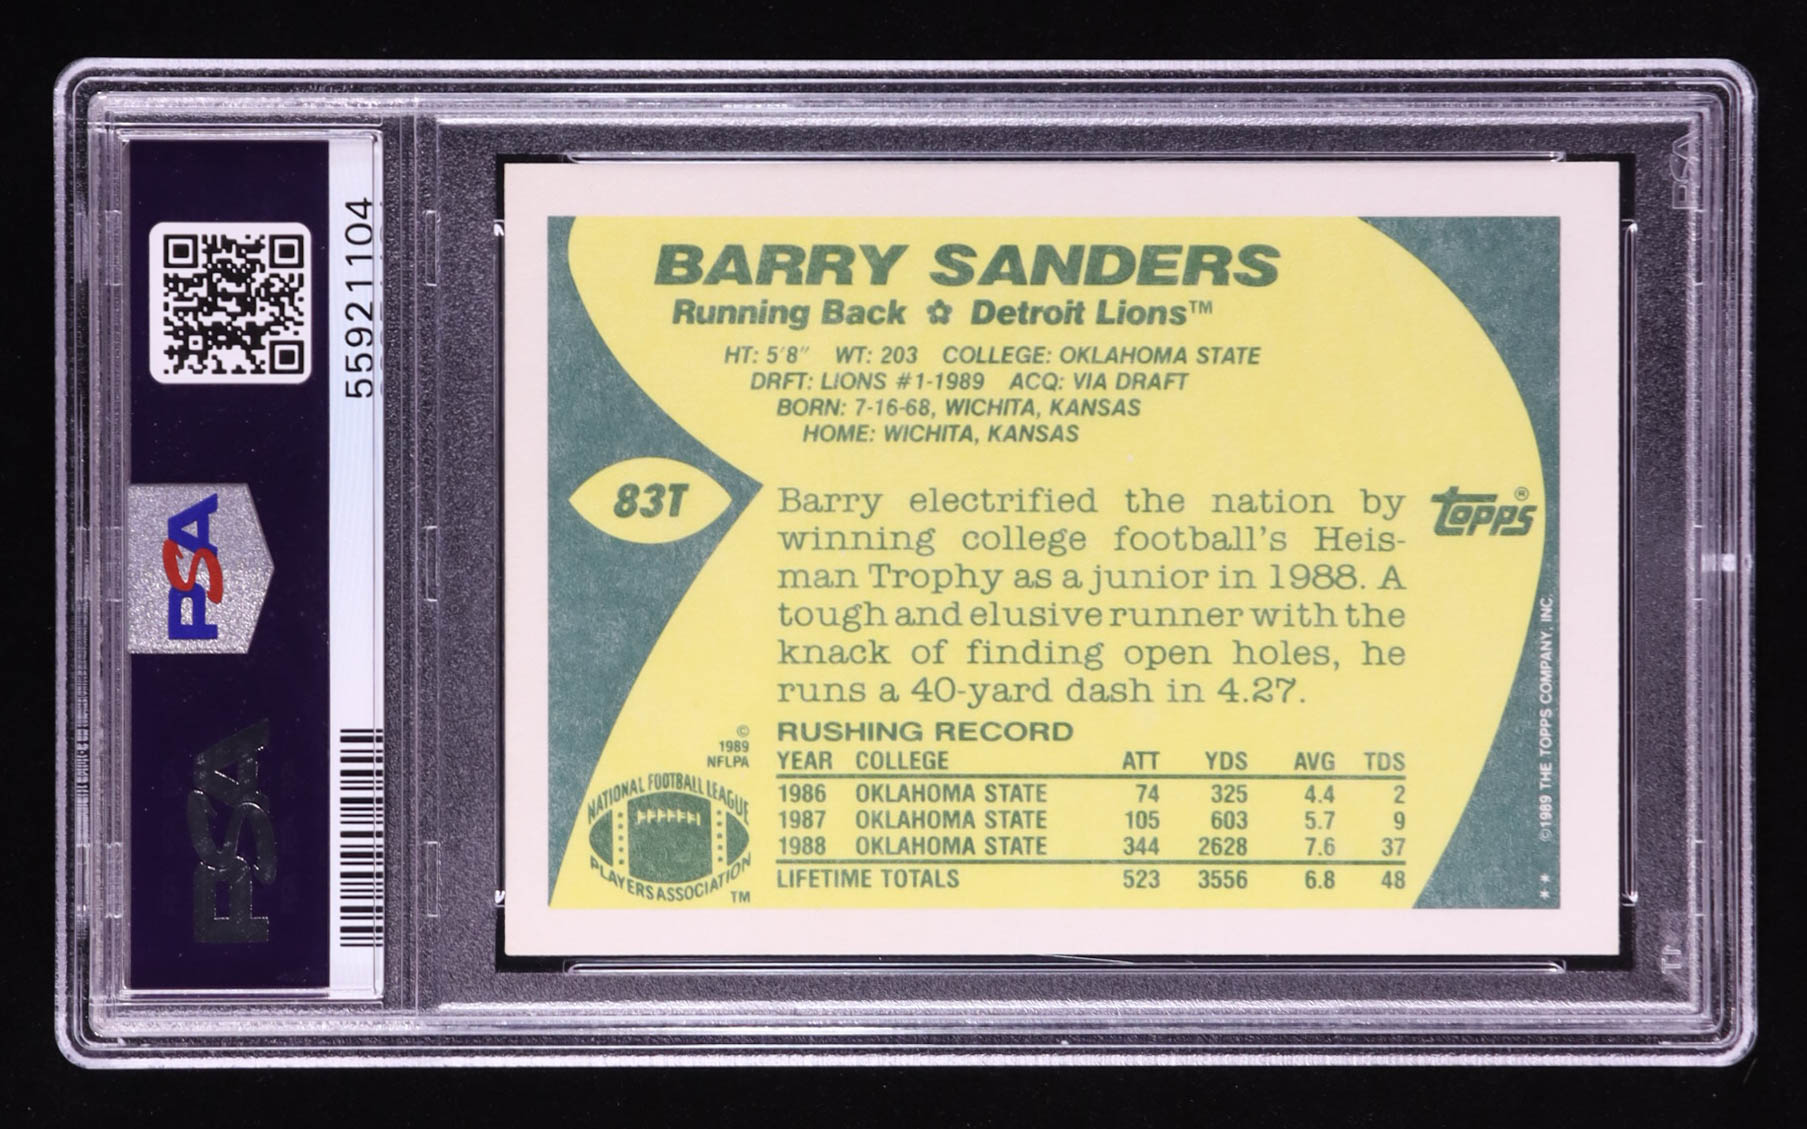 55921104
PSA
PSA
PSA
BARRY SANDERS
Running Back ✿ Detroit Lions™
HT: 5'8" WT: 203 COLLEGE: OKLAHOMA STATE
DRFT: LIONS #1-1989 ACQ: VIA DRAFT
BORN: 7-16-68, WICHITA, KANSAS
HOME: WICHITA, KANSAS
83T
Barry electrified the nation by
winning college football's Heis-
man Trophy as a junior in 1988. A
tough and elusive runner with the
knack of finding open holes, he
runs a 40-yard dash in 4.27.
topps®
RUSHING RECORD
YEAR COLLEGE ATT YDS AVG TDS
1986 OKLAHOMA STATE 74 325 4.4 2
1987 OKLAHOMA STATE 105 603 5.7 9
1988 OKLAHOMA STATE 344 2628 7.6 37
LIFETIME TOTALS 523 3556 6.8 48
©
1989
NFLPA
NATIONAL FOOTBALL LEAGUE
PLAYERS ASSOCIATION
TM
©1989 THE TOPPS COMPANY, INC.
**